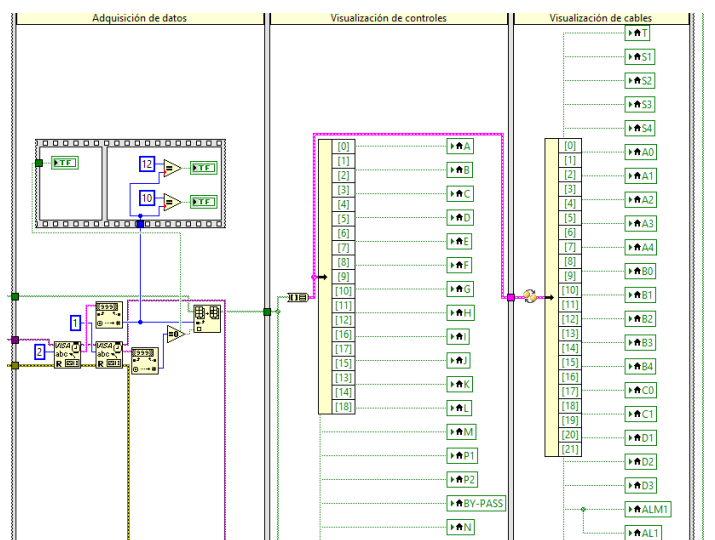 Adquisición de datos
Visualización de controles
Visualización de cables
TF
12
TF
10
TF
1
2
VISA
abc
R
VISA
abc
R
=0
[0]
[1]
[2]
[3]
[4]
[5]
[6]
[7]
[8]
[9]
[10]
[11]
[12]
[16]
[17]
[15]
[13]
[14]
[18]
A
B
C
D
E
F
G
H
I
J
K
L
M
P1
P2
BY-PASS
N
[0]
[1]
[2]
[3]
[4]
[5]
[6]
[7]
[8]
[9]
[10]
[11]
[12]
[13]
[14]
[15]
[16]
[17]
[18]
[19]
[20]
[21]
T
S1
S2
S3
S4
A0
A1
A2
A3
A4
B0
B1
B2
B3
B4
C0
C1
D1
D2
D3
ALM1
AL1